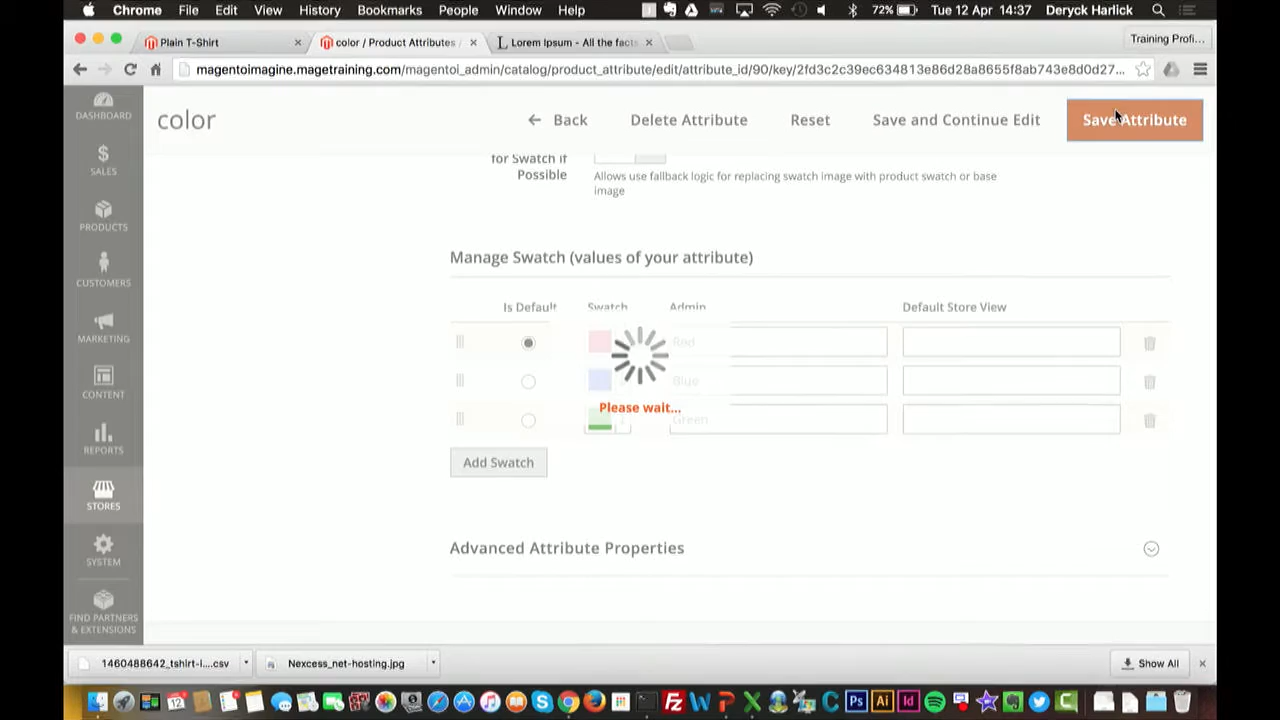 Chrome File Edit View History Bookmarks People Window Help 72% Tue 12 Apr 14:37 Deryck Harlick
Plain T-Shirt
color / Product Attributes /
Lorem Ipsum - All the facts
Training Profi...
magentoimagine.magetraining.com/magentoi_admin/catalog/product_attribute/edit/attribute_id/90/key/2fd3c2c39ec634813e86d28a8655f8ab743e8d0d27...
color
Back Delete Attribute Reset Save and Continue Edit Save Attribute
DASHBOARD
SALES
PRODUCTS
CUSTOMERS
MARKETING
CONTENT
REPORTS
STORES
SYSTEM
FIND PARTNERS
& EXTENSIONS
for Swatch if
Possible
Allows use fallback logic for replacing swatch image with product swatch or base
image
Manage Swatch (values of your attribute)
Is Default Swatch Admin Default Store View
Red
Blue
Please wait...
Green
Add Swatch
Advanced Attribute Properties
1460488642_tshirt-i....csv
Nexcess_net-hosting.jpg
Show All